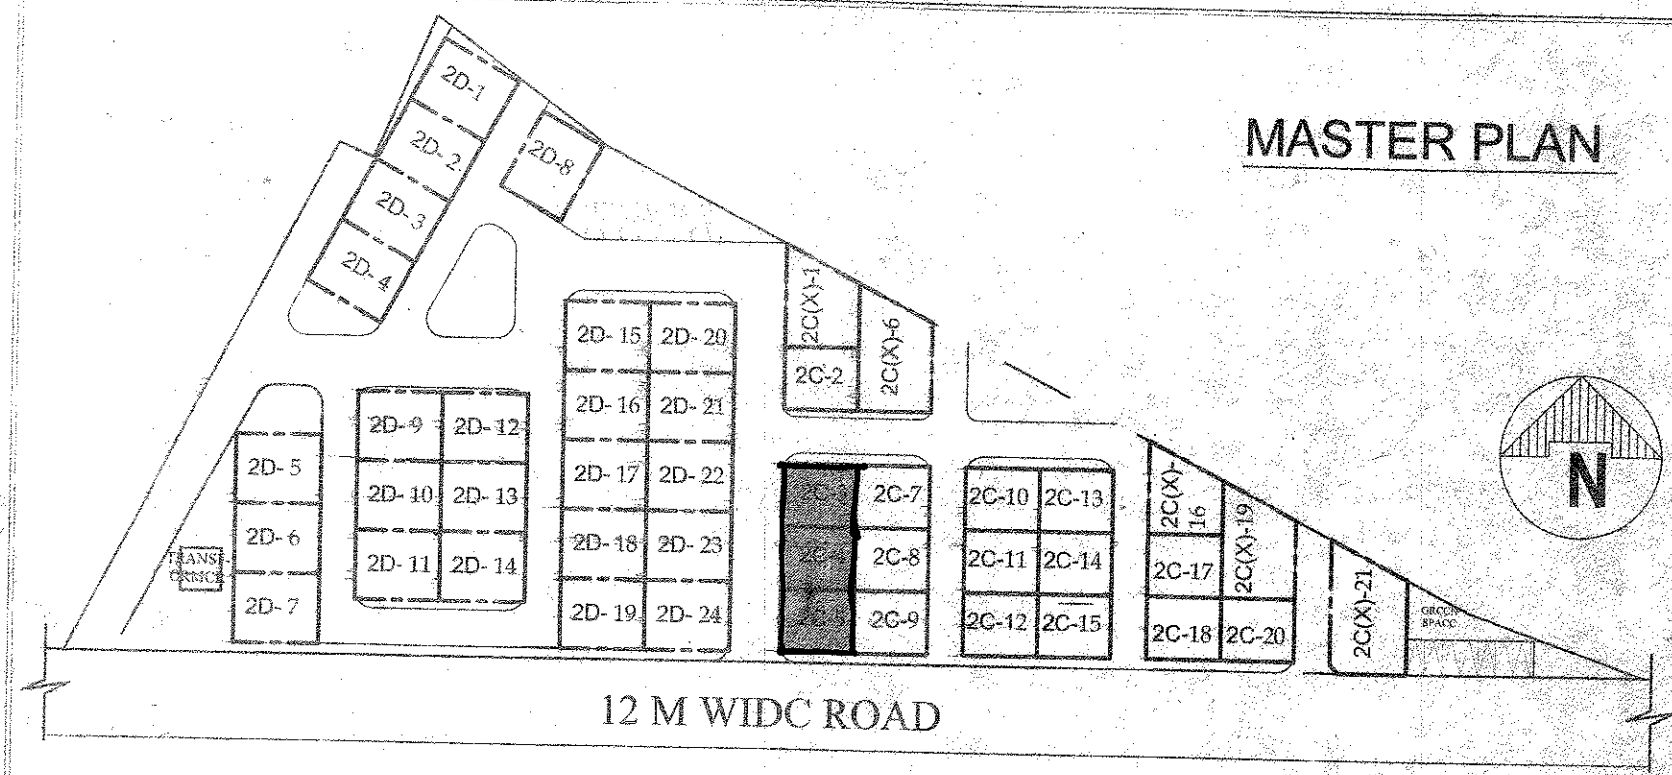 MASTER PLAN
2D-1
2D-2
2D-3
2D-4
2D-8
2C(X)-1
2C-2
2C(X)-6
2D-15 2D-20
2D-16 2D-21
2D-17 2D-22
2D-18 2D-23
2D-19 2D-24
2D-9 2D-12
2D-10 2D-13
2D-11 2D-14
2D-5
2D-6
2D-7
2C-7
2C-8
2C-9
2C-10 2C-13
2C-11 2C-14
2C-12 2C-15
2C(X)-
16
2C-17
2C(X)-19
2C-18 2C-20
2C(X)-21
N
12 M WIDC ROAD